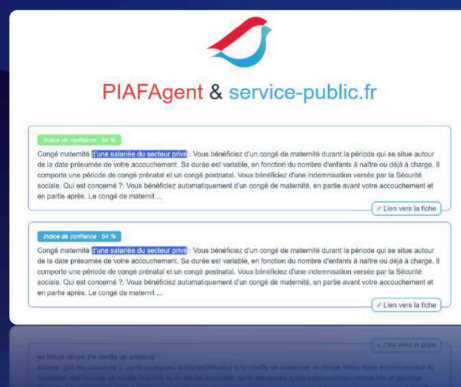 PIAFAgent & service-public.fr
Indice de confiance : 64 %
Congé maternité d'une salariée du secteur privé : Vous bénéficiez d'un congé de maternité durant la période qui se situe autour
de la date présumée de votre accouchement. Sa durée est variable, en fonction du nombre d'enfants à naître ou déjà à charge. Il
comporte une période de congé prénatal et un congé postnatal. Vous bénéficiez d'une indemnisation versée par la Sécurité
sociale. Qui est concerné ?: Vous bénéficiez automatiquement d'un congé de maternité, en partie avant votre accouchement et
en partie après. Le congé de maternit ...
Lien vers la fiche
Indice de confiance : 64 %
Congé maternité d'une salariée du secteur privé : Vous bénéficiez d'un congé de maternité durant la période qui se situe autour
de la date présumée de votre accouchement. Sa durée est variable, en fonction du nombre d'enfants à naître ou déjà à charge. Il
comporte une période de congé prénatal et un congé postnatal. Vous bénéficiez d'une indemnisation versée par la Sécurité
sociale. Qui est concerné ?: Vous bénéficiez automatiquement d'un congé de maternité, en partie avant votre accouchement et
en partie après. Le congé de maternit ...
Lien vers la fiche